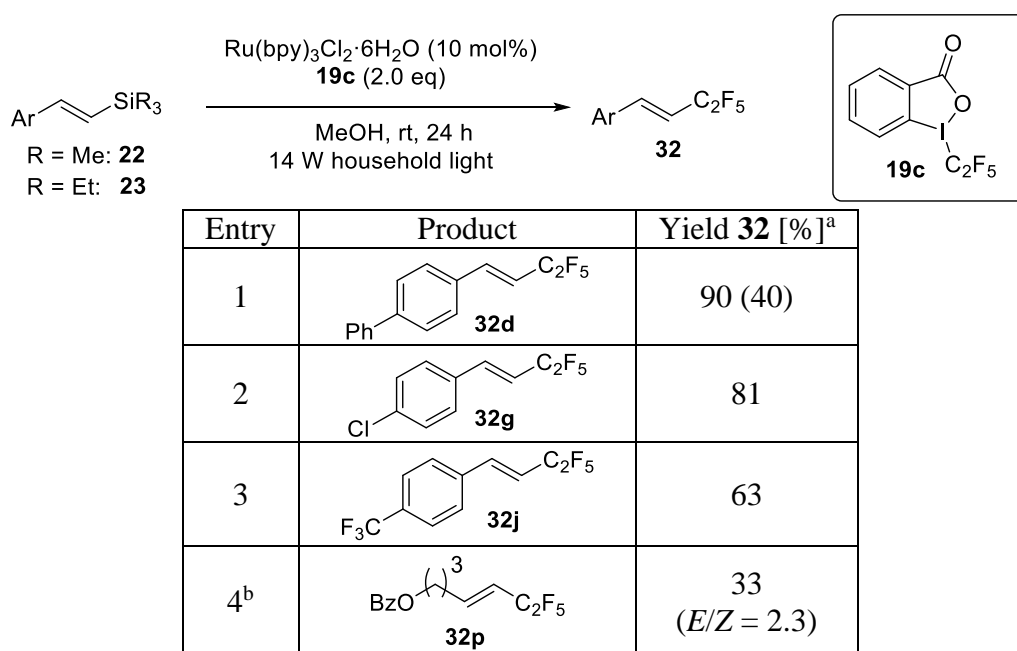 Ru(bpy)₃Cl₂·6H₂O (10 mol%)
19c (2.0 eq)
Ar SiR₃
MeOH, rt, 24 h
14 W household light
R = Me: 22
R = Et: 23
Ar C₂F₅
32
O
O
I
19c C₂F₅
Entry Product Yield 32 [%]ᵃ
1 Ph C₂F₅ 32d 90 (40)
2 Cl C₂F₅ 32g 81
3 F₃C C₂F₅ 32j 63
4ᵇ BzO ( )3 C₂F₅ 32p 33
(E/Z = 2.3)